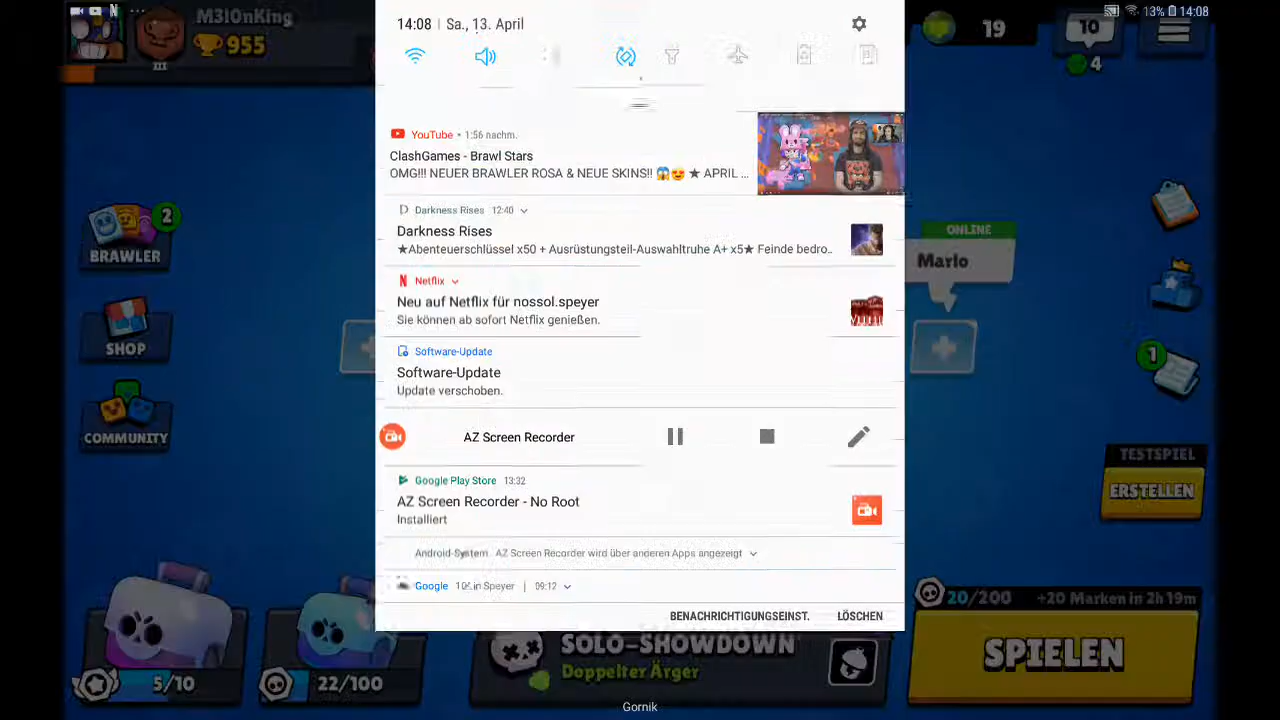 M3IOnKing
955
III
14:08 Sa., 13. April
19
10
4
13% 14:08
YouTube • 1:56 nachm.
ClashGames - Brawl Stars
OMG!!! NEUER BRAWLER ROSA & NEUE SKINS!! 😱😍 ★ APRIL ...
Darkness Rises 12:40
Darkness Rises
★Abenteuerschlüssel x50 + Ausrüstungsteil-Auswahltruhe A+ x5★ Feinde bedro..
Netflix
Neu auf Netflix für nossol.speyer
Sie können ab sofort Netflix genießen.
Software-Update
Software-Update
Update verschoben.
AZ Screen Recorder
Google Play Store 13:32
AZ Screen Recorder - No Root
Installiert
Android-System AZ Screen Recorder wird über anderen Apps angezeigt
Google 10° in Speyer | 09:12
BENACHRICHTIGUNGSEINST. LÖSCHEN
2
BRAWLER
SHOP
COMMUNITY
ONLINE
Marlo
1
TESTSPIEL
ERSTELLEN
20/200 +20 Marken in 2h 19m
5/10
22/100
SOLO-SHOWDOWN
Doppelter Ärger
SPIELEN
Gornik